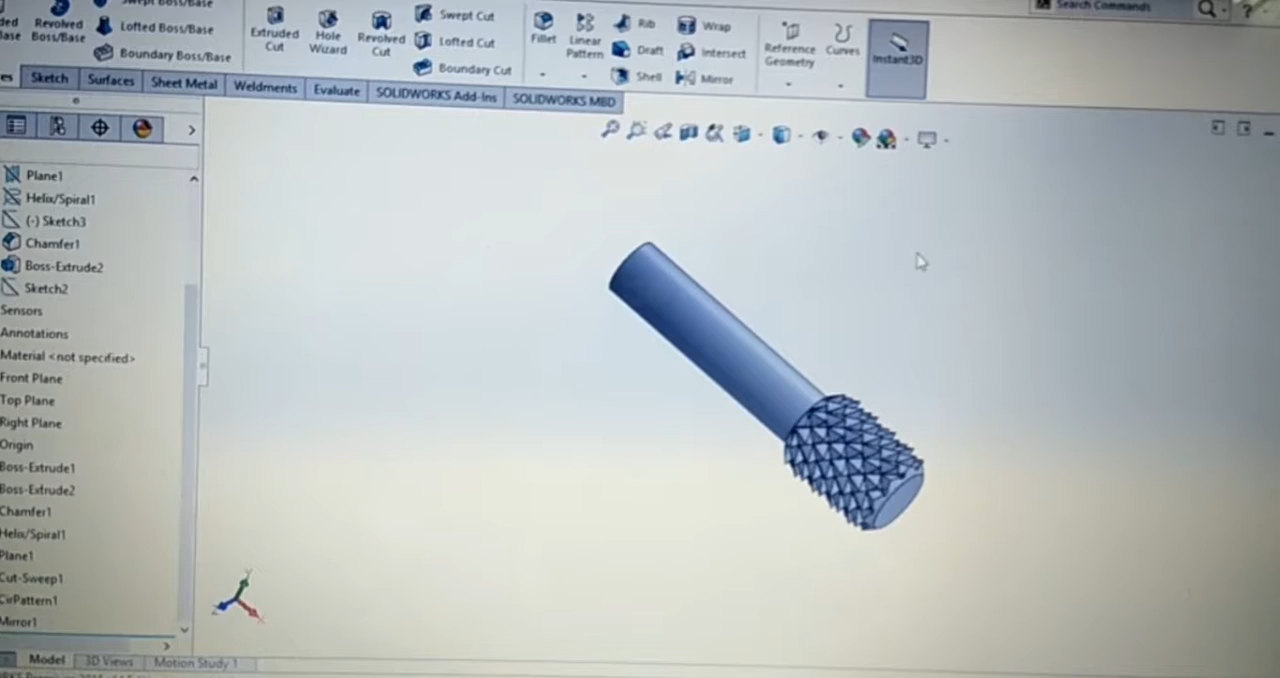 Swept Boss/Base
Revolved
Boss/Base
Lofted Boss/Base
Boundary Boss/Base
Extruded
Cut
Hole
Wizard
Revolved
Cut
Swept Cut
Lofted Cut
Boundary Cut
Fillet
Linear
Pattern
Rib
Draft
Shell
Wrap
Intersect
Mirror
Reference
Geometry
Curves
Instant3D
Search Commands
?
Sketch
Surfaces
Sheet Metal
Weldments
Evaluate
SOLIDWORKS Add-Ins
SOLIDWORKS MBD
Plane1
Helix/Spiral1
(-) Sketch3
Chamfer1
Boss-Extrude2
Sketch2
Sensors
Annotations
Material <not specified>
Front Plane
Top Plane
Right Plane
Origin
Boss-Extrude1
Boss-Extrude2
Chamfer1
Helix/Spiral1
Plane1
Cut-Sweep1
CirPattern1
Mirror1
Model
3D Views
Motion Study 1